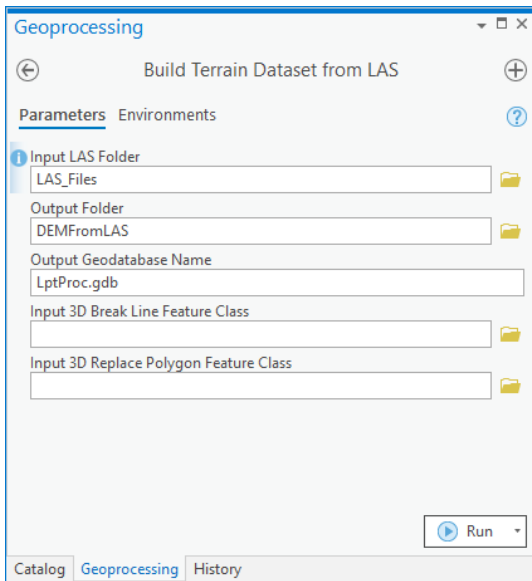 Geoprocessing
Build Terrain Dataset from LAS
Parameters Environments
Input LAS Folder
LAS_Files
Output Folder
DEMFromLAS
Output Geodatabase Name
LptProc.gdb
Input 3D Break Line Feature Class
Input 3D Replace Polygon Feature Class
Run
Catalog Geoprocessing History